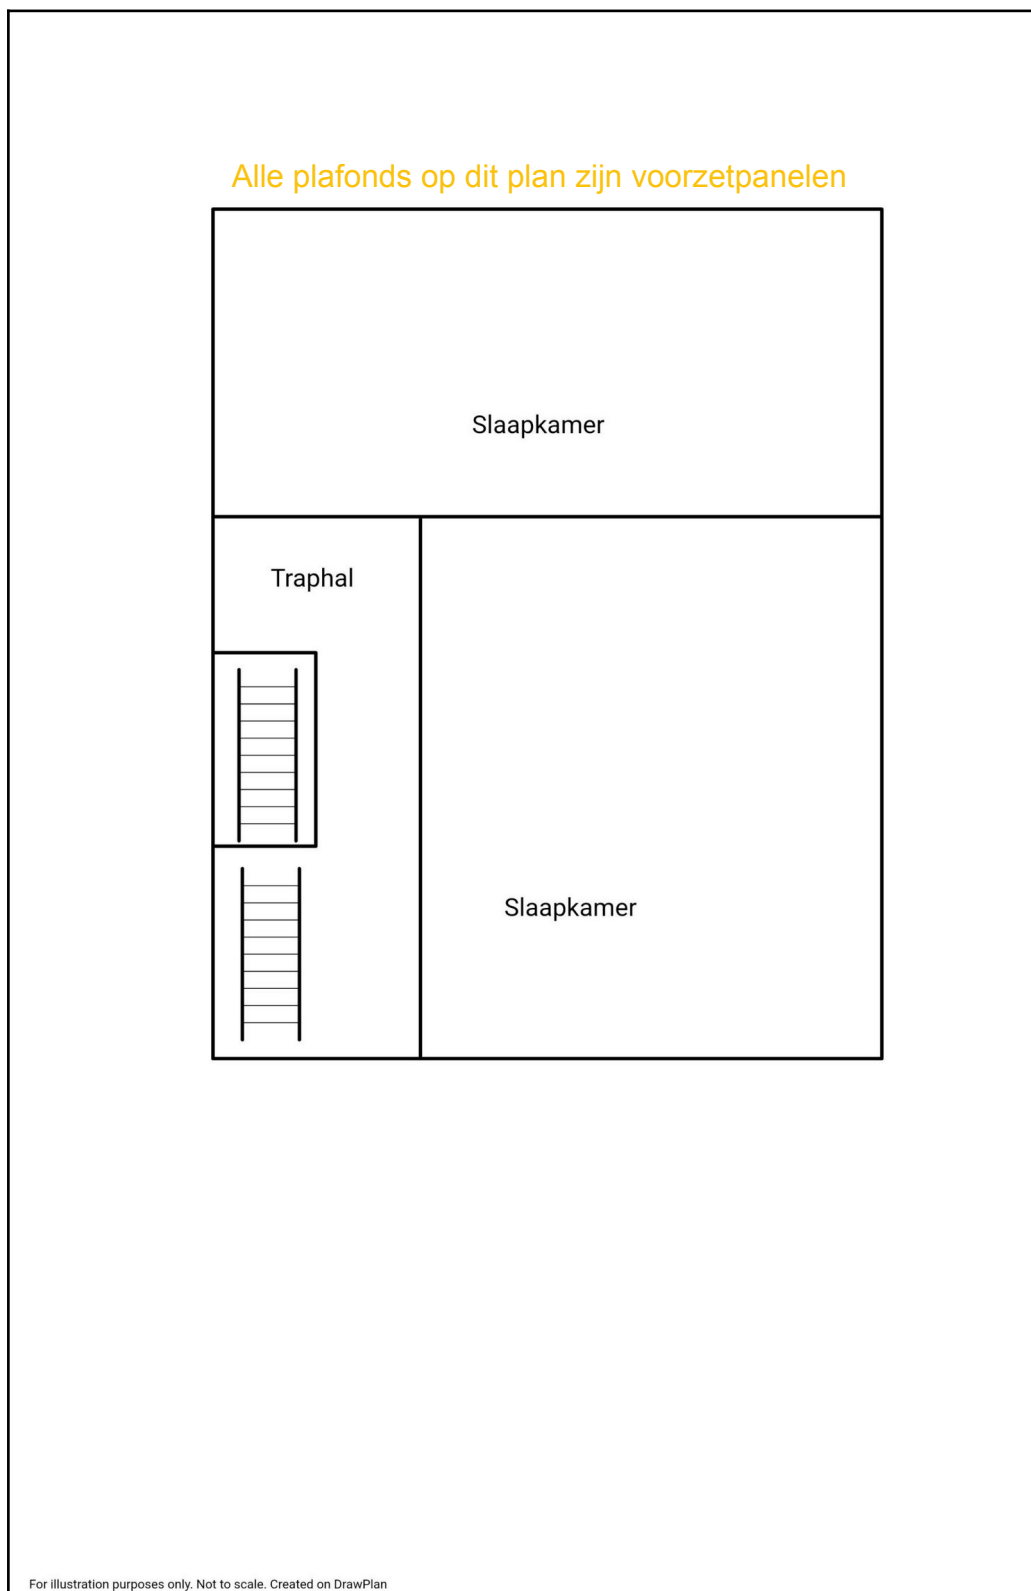 Alle plafonds op dit plan zijn voorzetpanelen
Slaapkamer
Traphal
Slaapkamer
For illustration purposes only. Not to scale. Created on DrawPlan